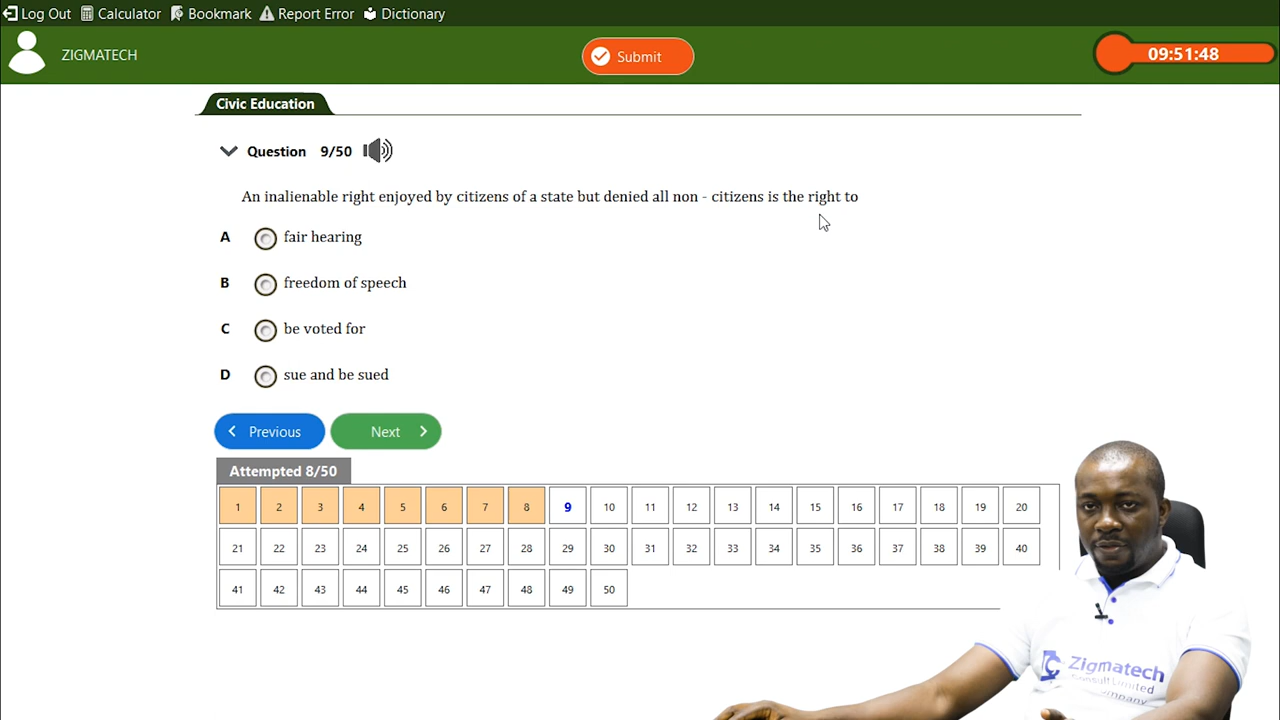 Log Out Calculator Bookmark Report Error Dictionary
ZIGMATECH
Submit
09:51:48
Civic Education
Question 9/50
An inalienable right enjoyed by citizens of a state but denied all non - citizens is the right to
A fair hearing
B freedom of speech
C be voted for
D sue and be sued
Previous
Next
Attempted 8/50
1 2 3 4 5 6 7 8 9 10 11 12 13 14 15 16 17 18 19 20
21 22 23 24 25 26 27 28 29 30 31 32 33 34 35 36 37 38 39 40
41 42 43 44 45 46 47 48 49 50
Zigmatech
Consult Limited
Company